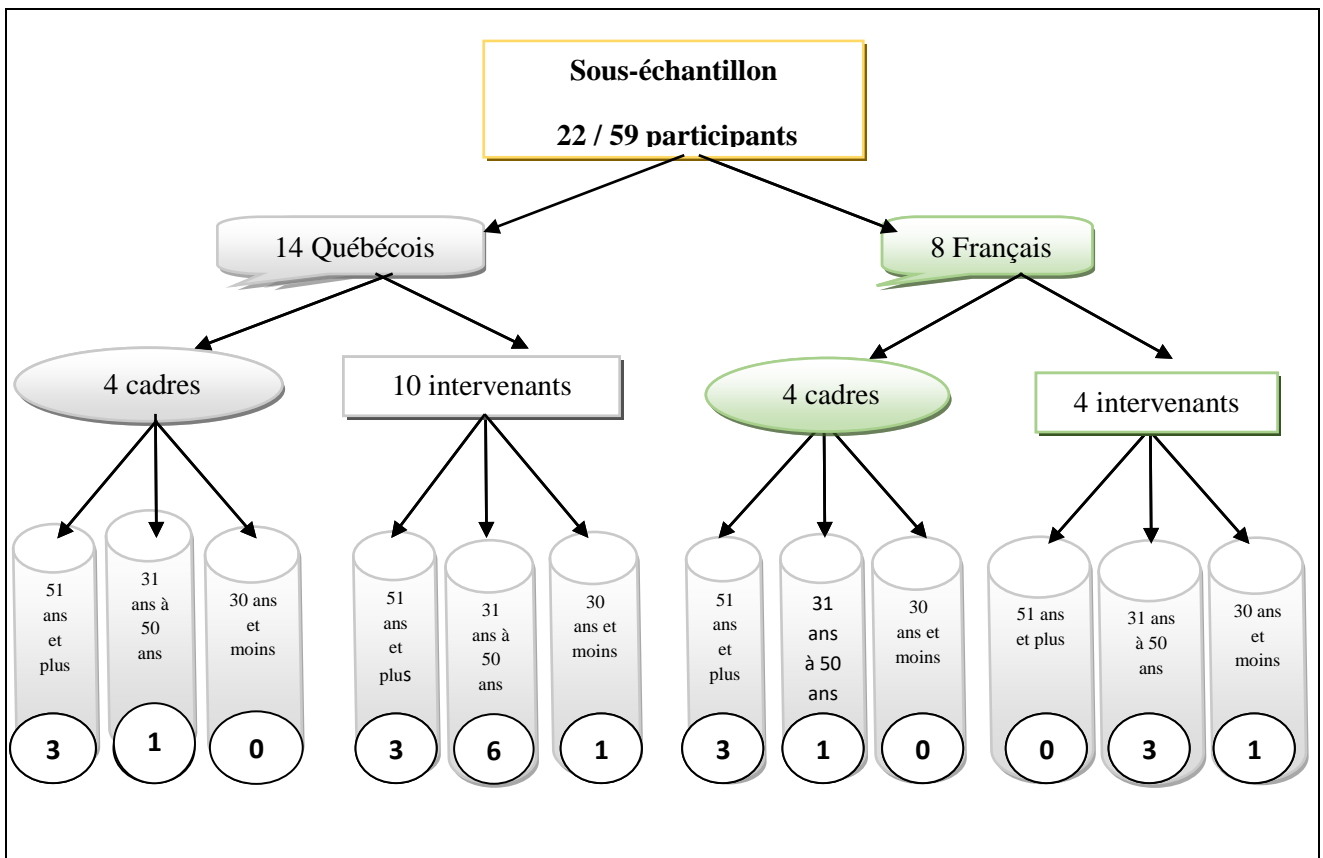 Sous-échantillon
22 / 59 participants
14 Québécois
8 Français
4 cadres
10 intervenants
4 cadres
4 intervenants
51
ans
et
plus
31
ans à
50
ans
30 ans
et
moins
51
ans
et
plus
31
ans à
50
ans
30
ans et
moins
51
ans
et
plus
31
ans
à 50
ans
30
ans et
moins
51 ans
et plus
31 ans
à 50
ans
30 ans
et
moins
3
1
0
3
6
1
3
1
0
0
3
1